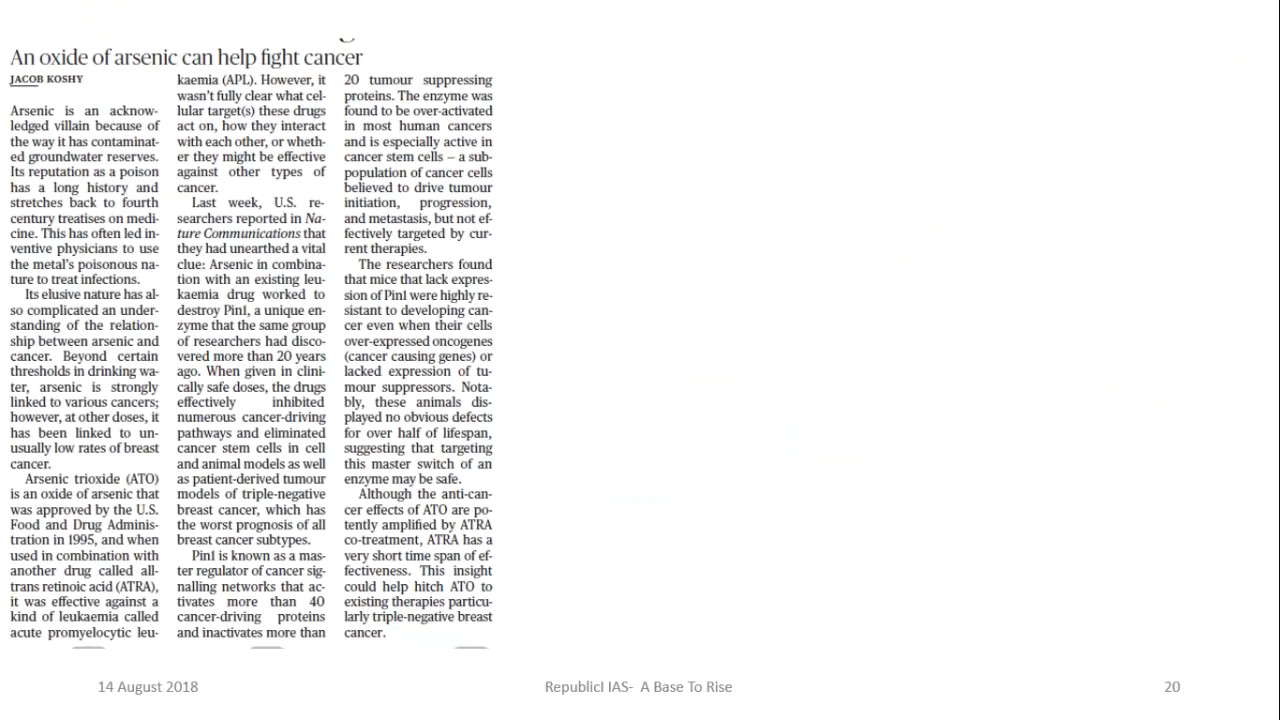 An oxide of arsenic can help fight cancer
JACOB KOSHY
Arsenic is an acknow-
ledged villain because of
the way it has contaminat-
ed groundwater reserves.
Its reputation as a poison
has a long history and
stretches back to fourth
century treatises on medi-
cine. This has often led in-
ventive physicians to use
the metal's poisonous na-
ture to treat infections.
Its elusive nature has al-
so complicated an under-
standing of the relation-
ship between arsenic and
cancer. Beyond certain
thresholds in drinking wa-
ter, arsenic is strongly
linked to various cancers;
however, at other doses, it
has been linked to un-
usually low rates of breast
cancer.
Arsenic trioxide (ATO)
is an oxide of arsenic that
was approved by the U.S.
Food and Drug Adminis-
tration in 1995, and when
used in combination with
another drug called all-
trans retinoic acid (ATRA),
it was effective against a
kind of leukaemia called
acute promyelocytic leu-
kaemia (APL). However, it
wasn't fully clear what cel-
lular target(s) these drugs
act on, how they interact
with each other, or wheth-
er they might be effective
against other types of
cancer.
Last week, U.S. re-
searchers reported in Na-
ture Communications that
they had unearthed a vital
clue: Arsenic in combina-
tion with an existing leu-
kaemia drug worked to
destroy Pin1, a unique en-
zyme that the same group
of researchers had disco-
vered more than 20 years
ago. When given in clini-
cally safe doses, the drugs
effectively inhibited
numerous cancer-driving
pathways and eliminated
cancer stem cells in cell
and animal models as well
as patient-derived tumour
models of triple-negative
breast cancer, which has
the worst prognosis of all
breast cancer subtypes.
Pin1 is known as a mas-
ter regulator of cancer sig-
nalling networks that ac-
tivates more than 40
cancer-driving proteins
and inactivates more than
20 tumour suppressing
proteins. The enzyme was
found to be over-activated
in most human cancers
and is especially active in
cancer stem cells – a sub-
population of cancer cells
believed to drive tumour
initiation, progression,
and metastasis, but not ef-
fectively targeted by cur-
rent therapies.
The researchers found
that mice that lack expres-
sion of Pin1 were highly re-
sistant to developing can-
cer even when their cells
over-expressed oncogenes
(cancer causing genes) or
lacked expression of tu-
mour suppressors. Nota-
bly, these animals dis-
played no obvious defects
for over half of lifespan,
suggesting that targeting
this master switch of an
enzyme may be safe.
Although the anti-can-
cer effects of ATO are po-
tently amplified by ATRA
co-treatment, ATRA has a
very short time span of ef-
fectiveness. This insight
could help hitch ATO to
existing therapies particu-
larly triple-negative breast
cancer.
14 August 2018
RepublicI IAS- A Base To Rise
20